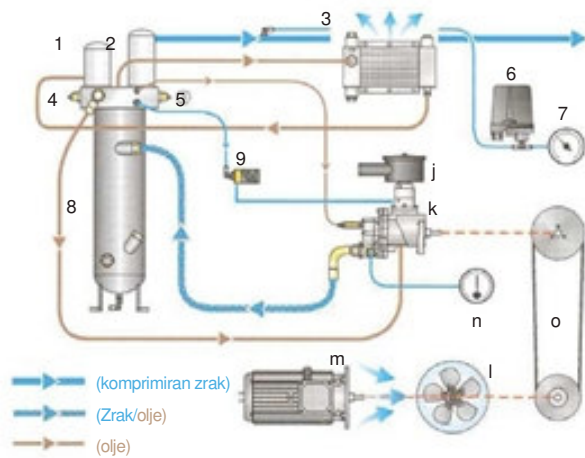 3
1 2
6
4 5
7
9
j
8
k
n
o
m
l
(komprimiran zrak)
(Zrak/olje)
(olje)